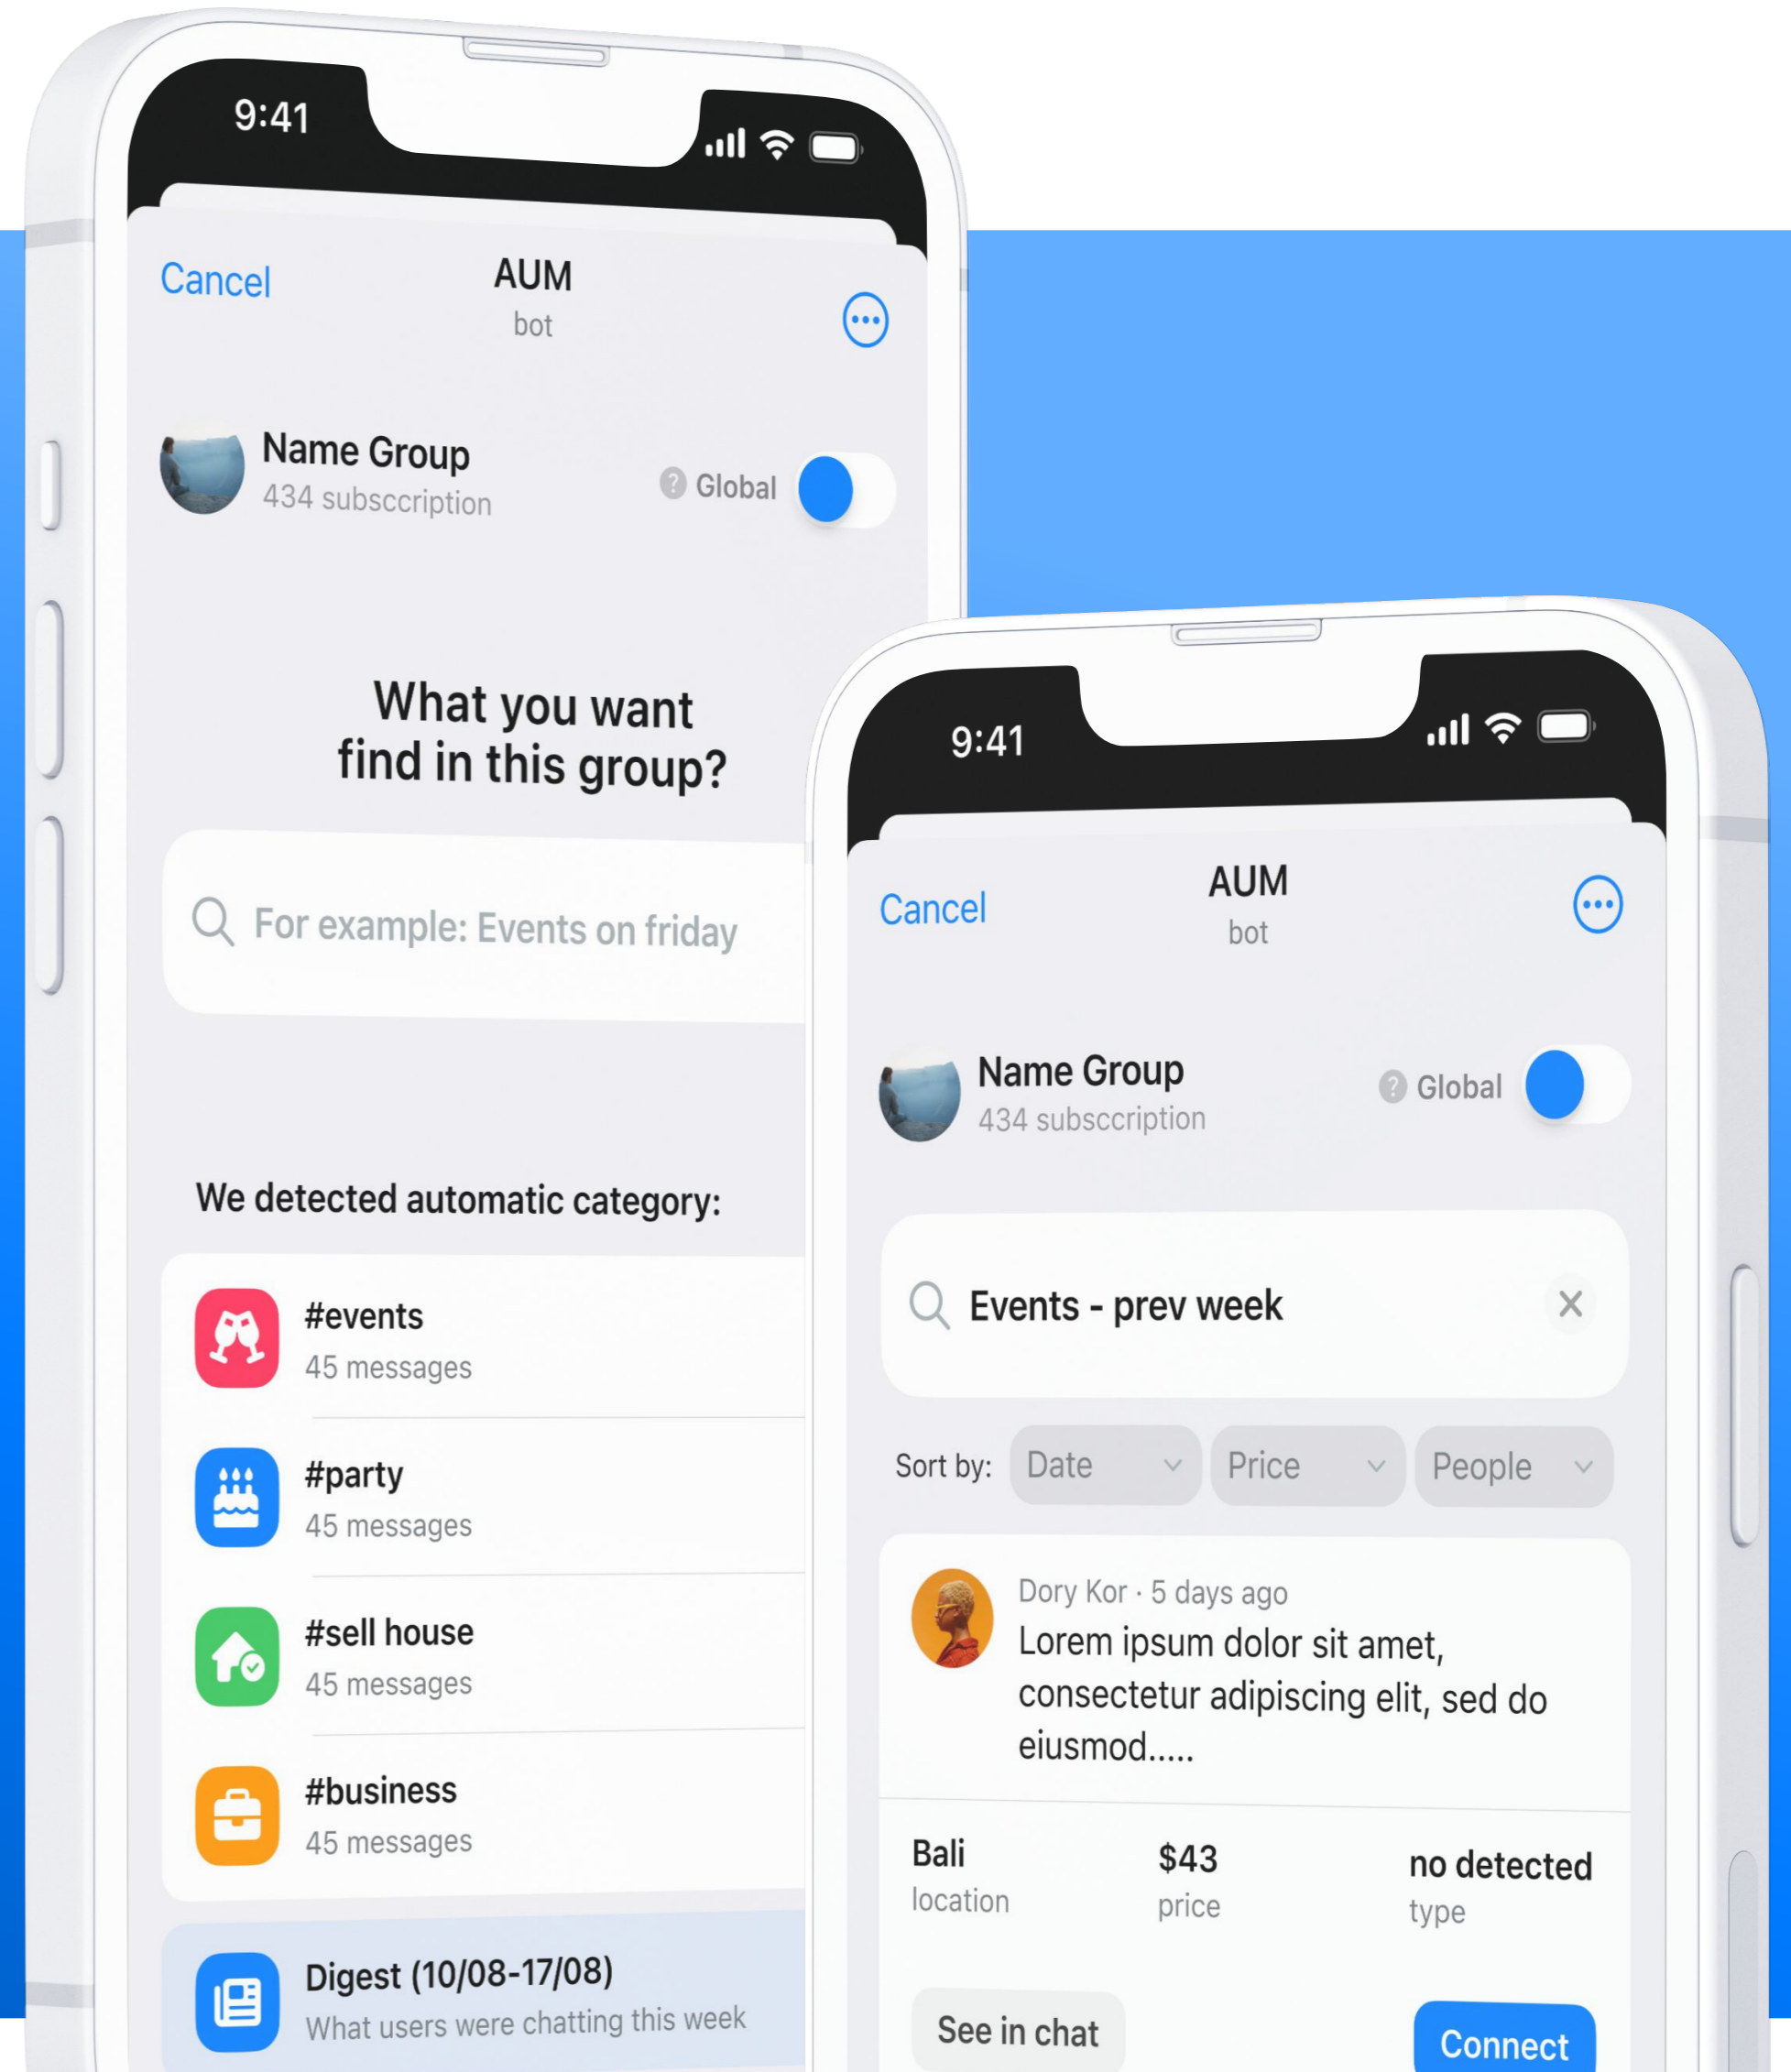 9:41
Cancel
AUM
bot
Name Group
434 subsccription
? Global
What you want
find in this group?
For example: Events on friday
We detected automatic category:
#events
45 messages
#party
45 messages
#sell house
45 messages
#business
45 messages
Digest (10/08-17/08)
What users were chatting this week
9:41
Cancel
AUM
bot
Name Group
434 subsccription
? Global
Events - prev week
Sort by: Date Price People
Dory Kor · 5 days ago
Lorem ipsum dolor sit amet,
consectetur adipiscing elit, sed do
eiusmod.....
Bali $43 no detected
location price type
See in chat Connect